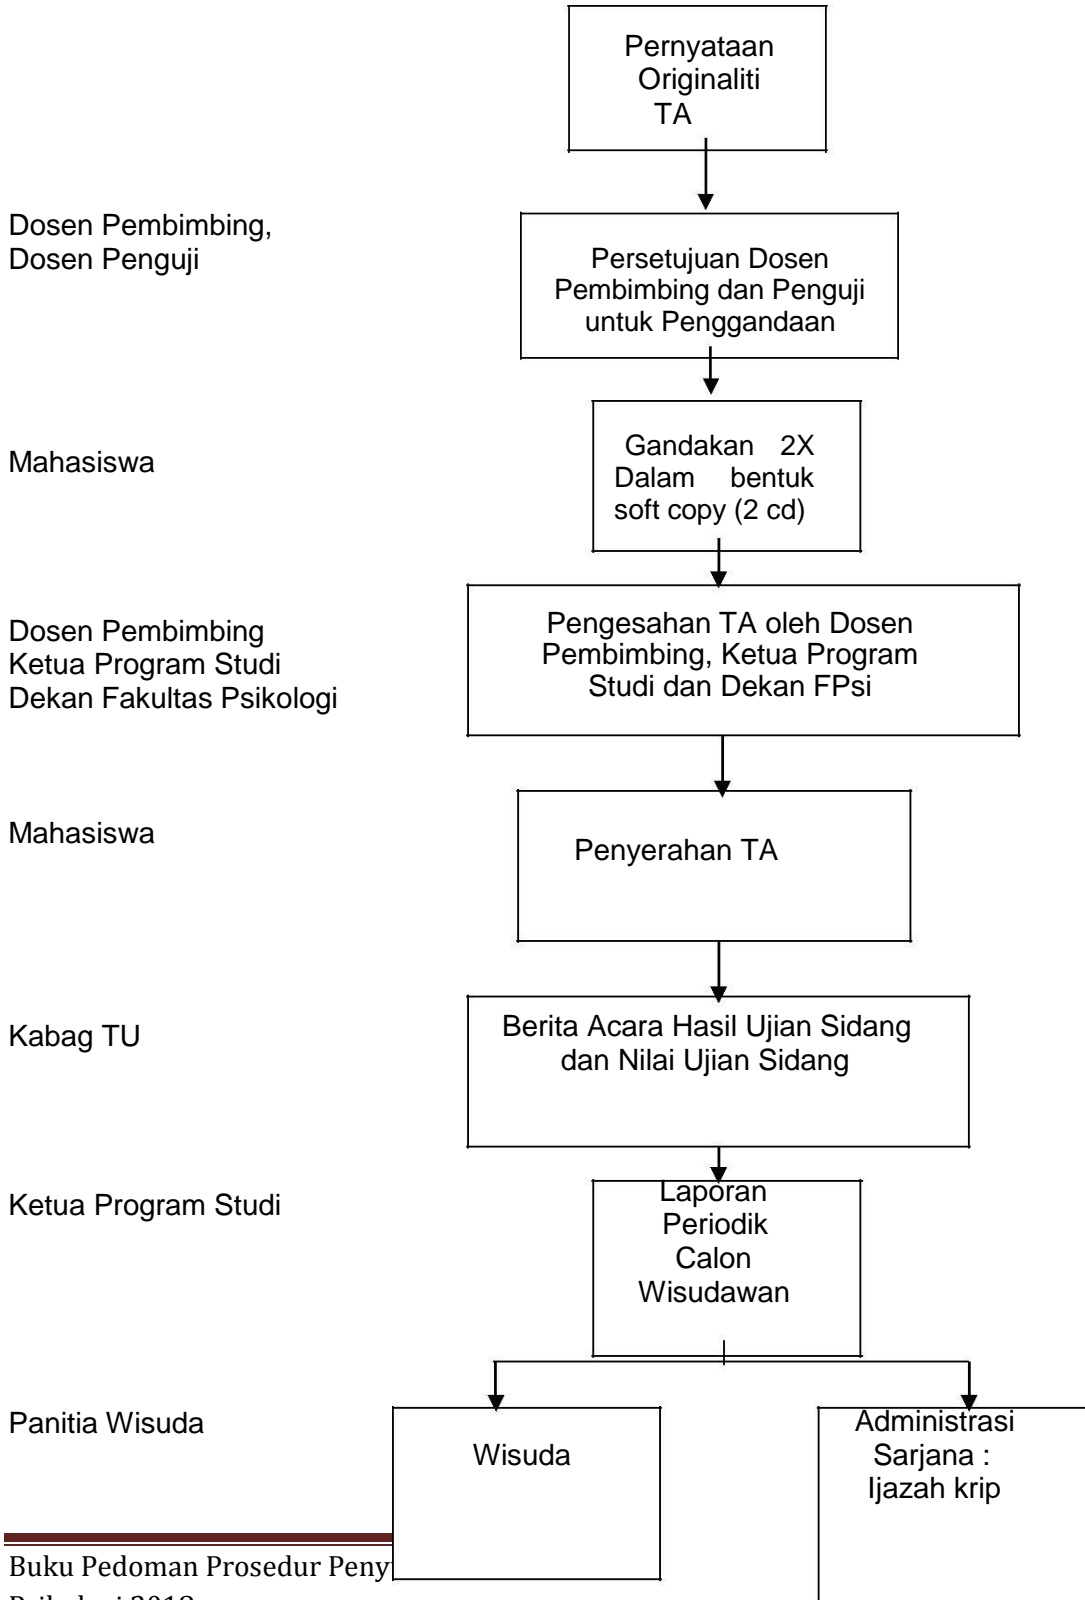 Pernyataan
Originaliti
TA
Dosen Pembimbing,
Dosen Penguji
Persetujuan Dosen
Pembimbing dan Penguji
untuk Penggandaan
Mahasiswa
Gandakan 2X
Dalam bentuk
soft copy (2 cd)
Dosen Pembimbing
Ketua Program Studi
Dekan Fakultas Psikologi
Pengesahan TA oleh Dosen
Pembimbing, Ketua Program
Studi dan Dekan FPsi
Mahasiswa
Penyerahan TA
Kabag TU
Berita Acara Hasil Ujian Sidang
dan Nilai Ujian Sidang
Ketua Program Studi
Laporan
Periodik
Calon
Wisudawan
Panitia Wisuda
Wisuda
Administrasi
Sarjana :
Ijazah krip
Buku Pedoman Prosedur Peny